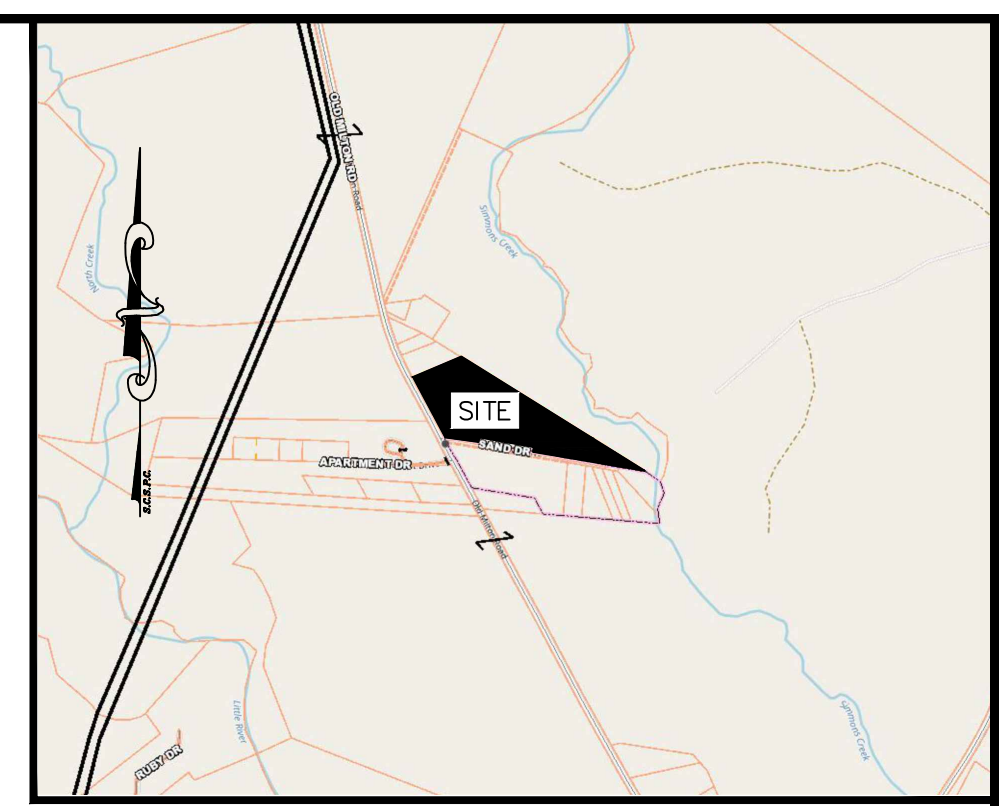 OLD MILTON RD
n Road
Simmons Creek
North Creek
SITE
SAND DR
APARTMENT DR
S.C.S.P.C.
Old Milton Road
Little River
RUBY DR
Symmons Creek